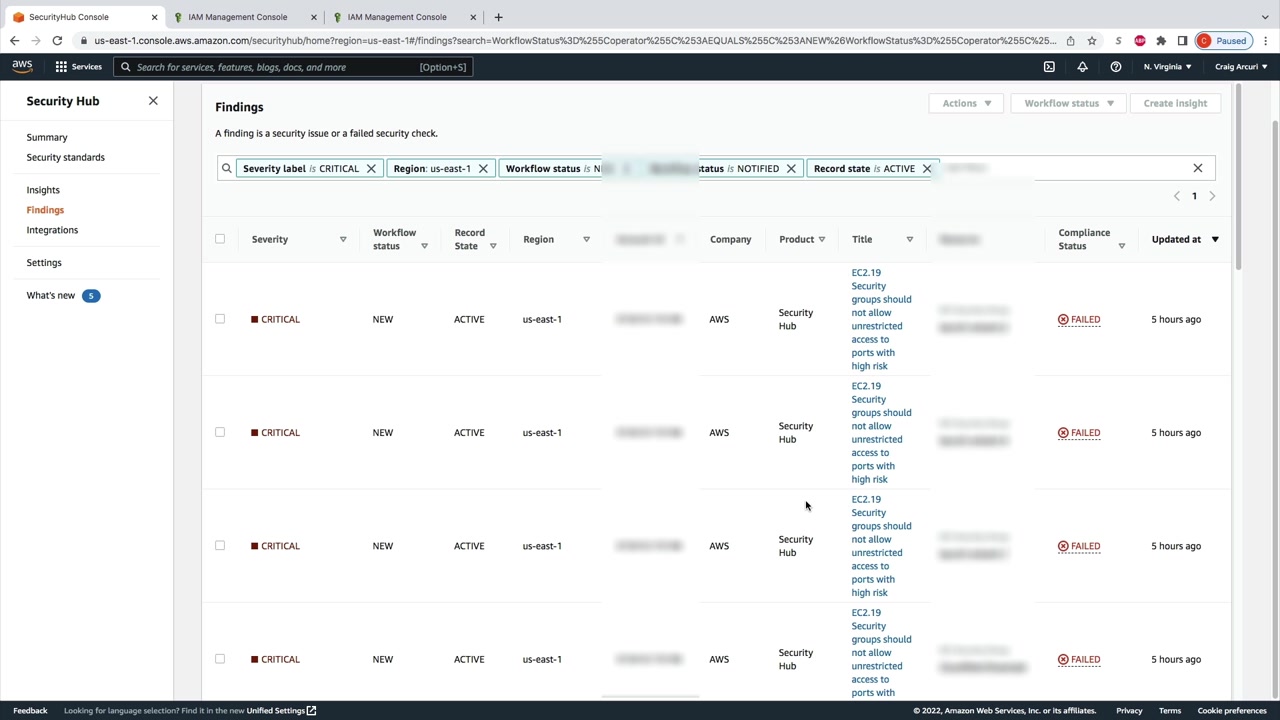 SecurityHub Console
IAM Management Console
IAM Management Console
us-east-1.console.aws.amazon.com/securityhub/home?region=us-east-1#/findings?search=WorkflowStatus%3D%255Coperator%255C%253AEQUALS%255C%253ANEW%26WorkflowStatus%3D%255Coperator%255C%25...
ABP
C Paused
aws Services Search for services, features, blogs, docs, and more [Option+S] N. Virginia Craig Arcuri
Security Hub
Summary
Security standards
Insights
Findings
Integrations
Settings
What's new 5
Findings
Actions Workflow status Create insight
A finding is a security issue or a failed security check.
Severity label is CRITICAL Region: us-east-1 Workflow status is status is NOTIFIED Record state is ACTIVE
1
Severity Workflow status Record State Region Company Product Title Compliance Status Updated at
CRITICAL NEW ACTIVE us-east-1 AWS Security Hub
EC2.19
Security
groups should
not allow
unrestricted
access to
ports with
high risk
FAILED 5 hours ago
CRITICAL NEW ACTIVE us-east-1 AWS Security Hub
EC2.19
Security
groups should
not allow
unrestricted
access to
ports with
high risk
FAILED 5 hours ago
CRITICAL NEW ACTIVE us-east-1 AWS Security Hub
EC2.19
Security
groups should
not allow
unrestricted
access to
ports with
high risk
FAILED 5 hours ago
CRITICAL NEW ACTIVE us-east-1 AWS Security Hub
EC2.19
Security
groups should
not allow
unrestricted
access to
ports with
FAILED 5 hours ago
Feedback Looking for language selection? Find it in the new Unified Settings © 2022, Amazon Web Services, Inc. or its affiliates. Privacy Terms Cookie preferences